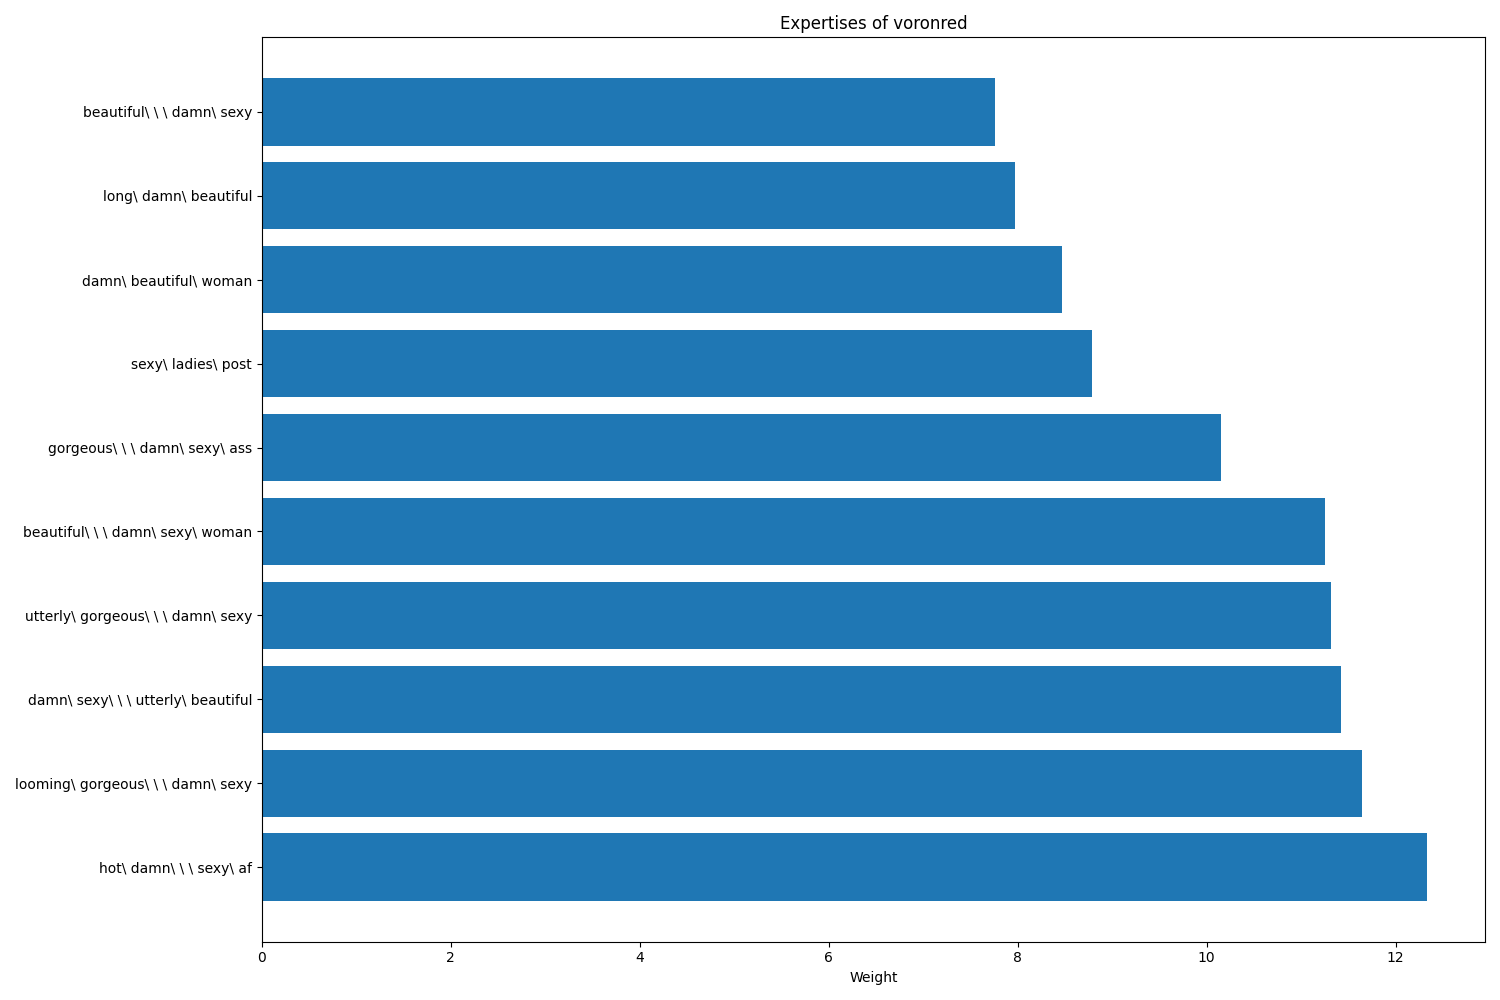 Expertises of voronred
beautiful\ \ \ damn\ sexy
long\ damn\ beautiful
damn\ beautiful\ woman
sexy\ ladies\ post
gorgeous\ \ \ damn\ sexy\ ass
beautiful\ \ \ damn\ sexy\ woman
utterly\ gorgeous\ \ \ damn\ sexy
damn\ sexy\ \ \ utterly\ beautiful
looming\ gorgeous\ \ \ damn\ sexy
hot\ damn\ \ \ sexy\ af
0 2 4 6 8 10 12
Weight